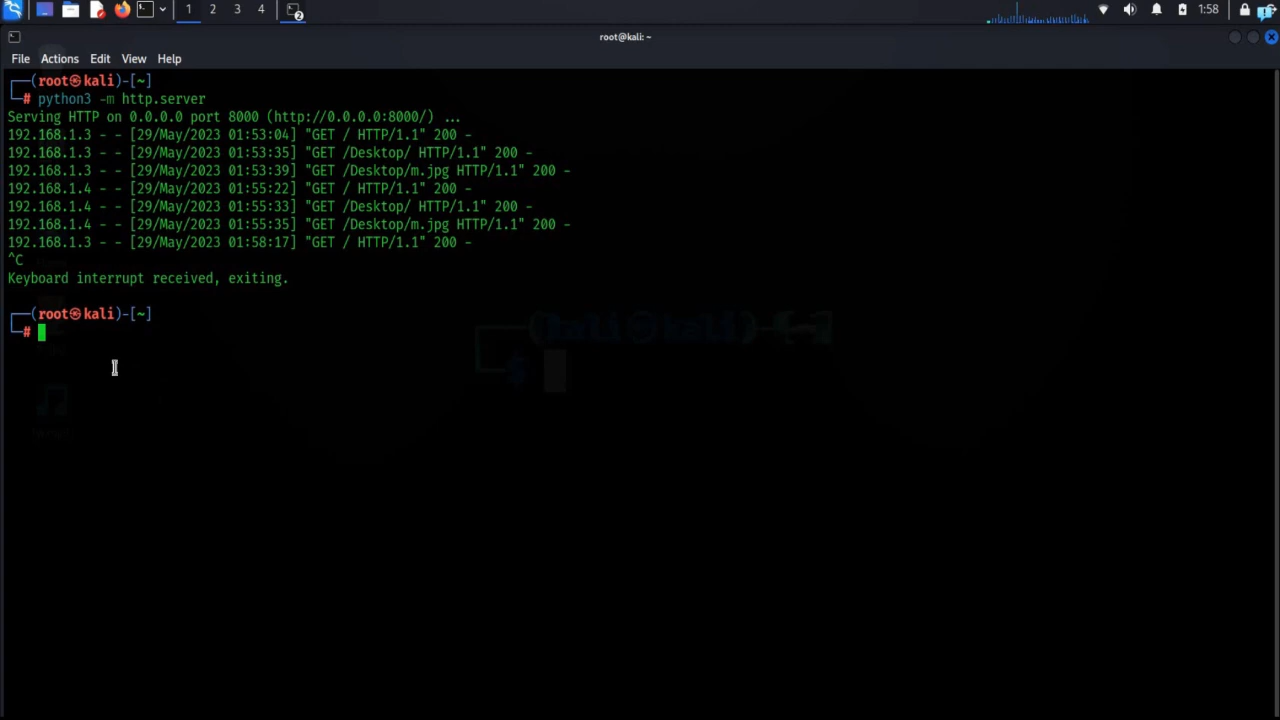 1 2 3 4 2 1:58
root@kali: ~
File Actions Edit View Help
┌──(root㉿kali)-[~]
└─# python3 -m http.server
Serving HTTP on 0.0.0.0 port 8000 (http://0.0.0.0:8000/) ...
192.168.1.3 - - [29/May/2023 01:53:04] "GET / HTTP/1.1" 200 -
192.168.1.3 - - [29/May/2023 01:53:35] "GET /Desktop/ HTTP/1.1" 200 -
192.168.1.3 - - [29/May/2023 01:53:39] "GET /Desktop/m.jpg HTTP/1.1" 200 -
192.168.1.4 - - [29/May/2023 01:55:22] "GET / HTTP/1.1" 200 -
192.168.1.4 - - [29/May/2023 01:55:33] "GET /Desktop/ HTTP/1.1" 200 -
192.168.1.4 - - [29/May/2023 01:55:35] "GET /Desktop/m.jpg HTTP/1.1" 200 -
192.168.1.3 - - [29/May/2023 01:58:17] "GET / HTTP/1.1" 200 -
^C
Keyboard interrupt received, exiting.
┌──(root㉿kali)-[~]
└─#
┌──(kali㉿kali)-[~]
└─$